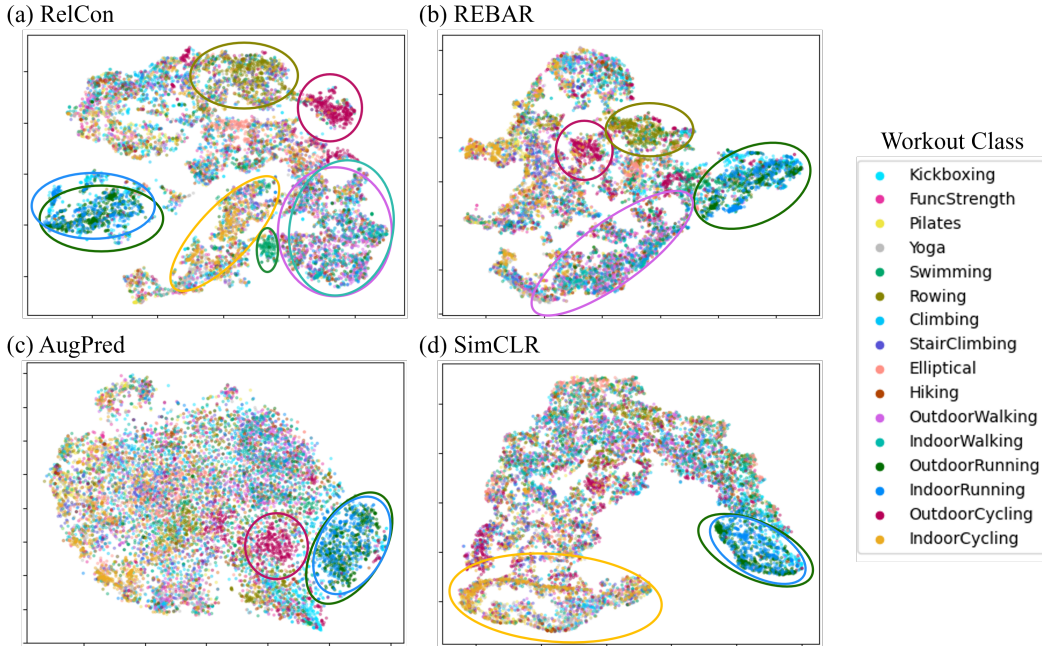 (a) RelCon
(b) REBAR
(c) AugPred
(d) SimCLR
Workout Class
Kickboxing
FuncStrength
Pilates
Yoga
Swimming
Rowing
Climbing
StairClimbing
Elliptical
Hiking
OutdoorWalking
IndoorWalking
OutdoorRunning
IndoorRunning
OutdoorCycling
IndoorCycling